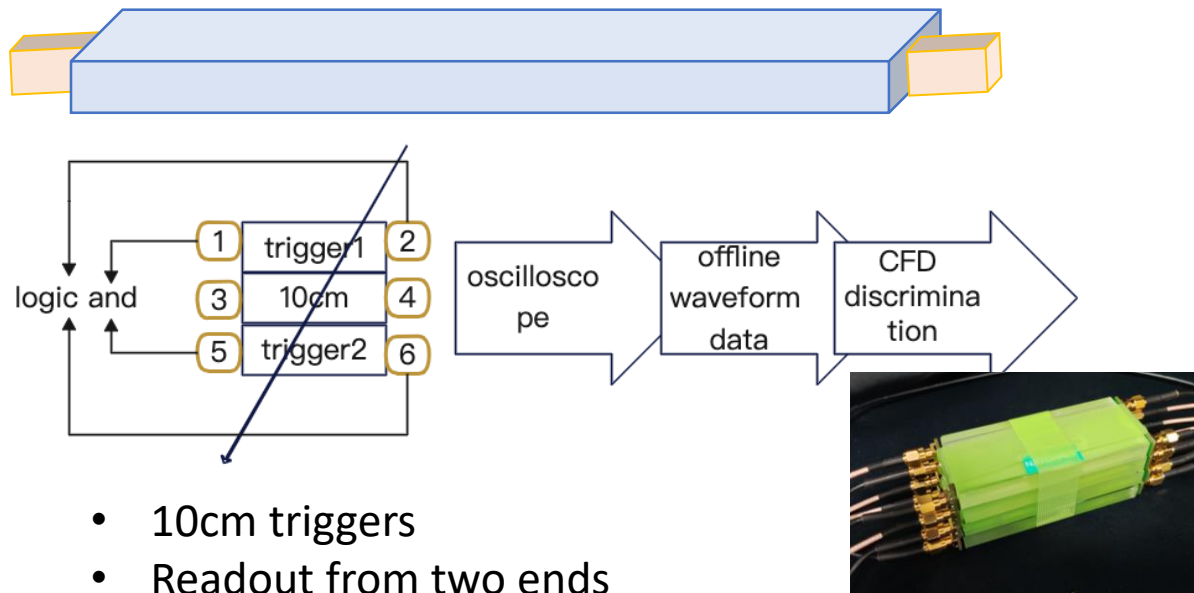 1
trigger1
2
logic and
3
10cm
4
5
trigger2
6
oscillosco
pe
offline
waveform
data
CFD
discrimina
tion
• 10cm triggers
• Readout from two ends